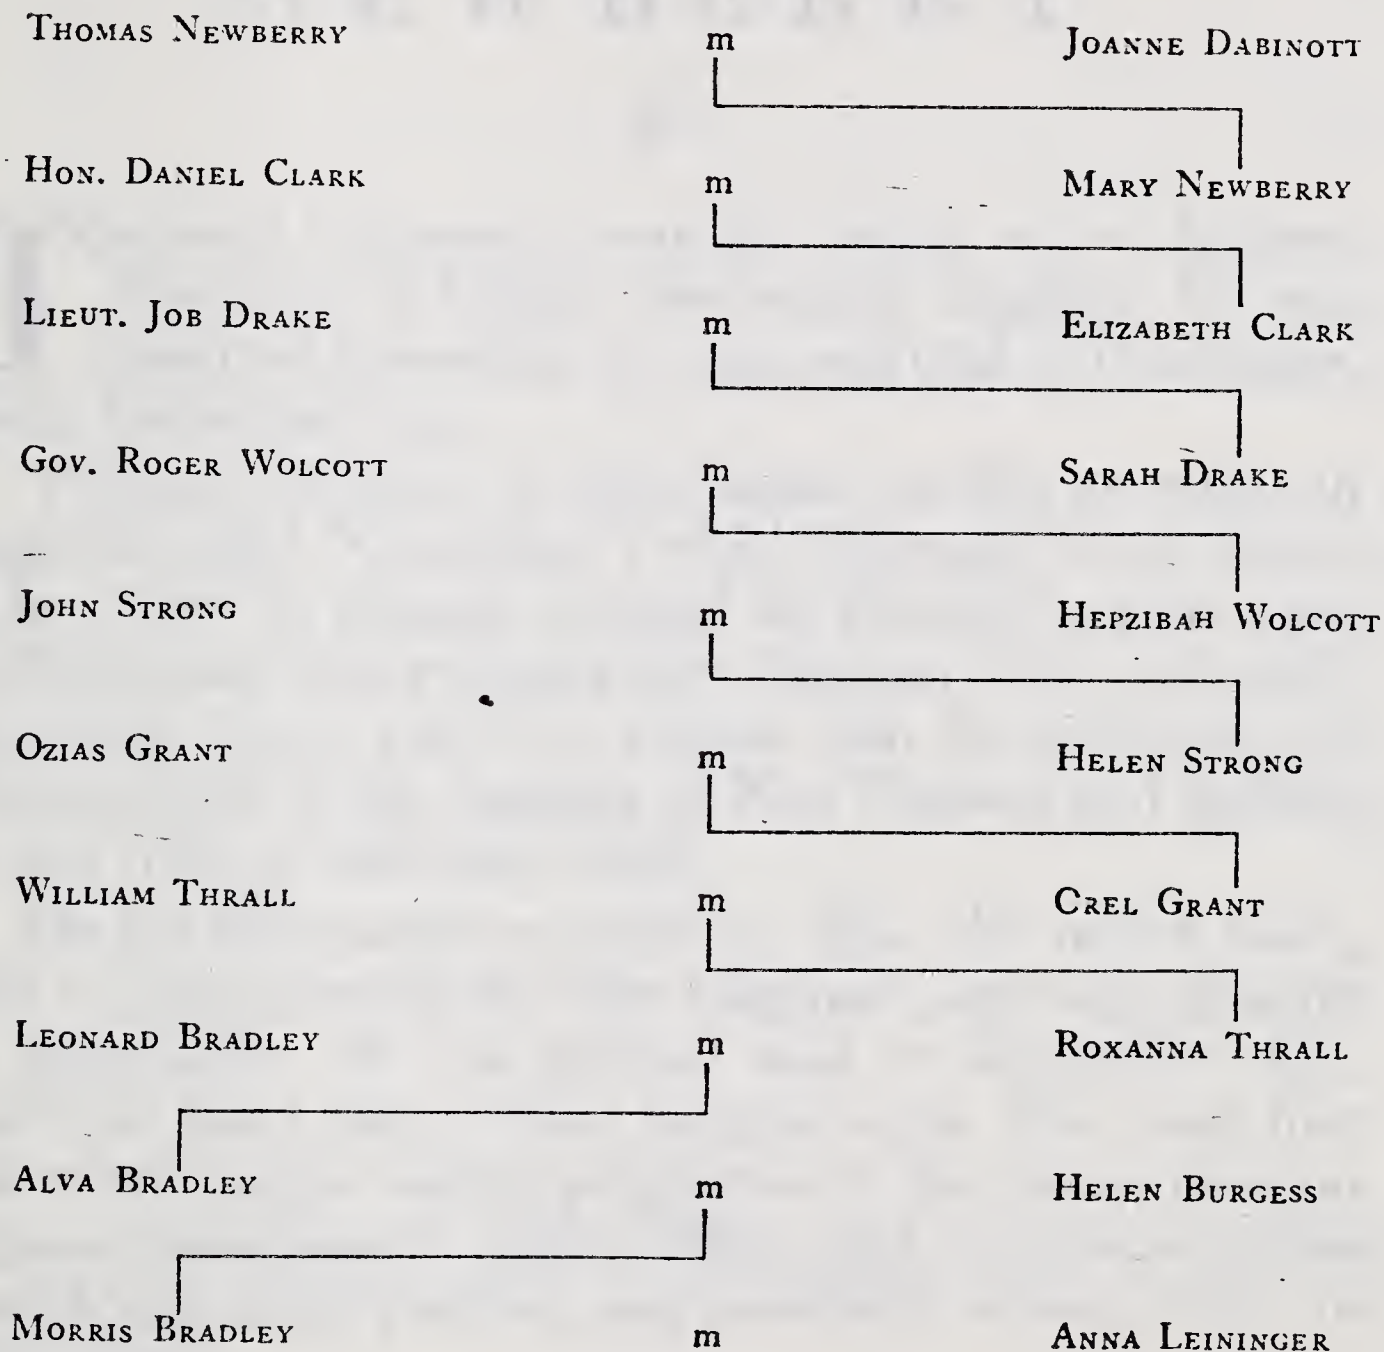 Thomas Newberry m Joanne Dabinott
Hon. Daniel Clark m Mary Newberry
Lieut. Job Drake m Elizabeth Clark
Gov. Roger Wolcott m Sarah Drake
John Strong m Hepzibah Wolcott
Ozias Grant m Helen Strong
William Thrall m Crel Grant
Leonard Bradley m Roxanna Thrall
Alva Bradley m Helen Burgess
Morris Bradley m Anna Leininger